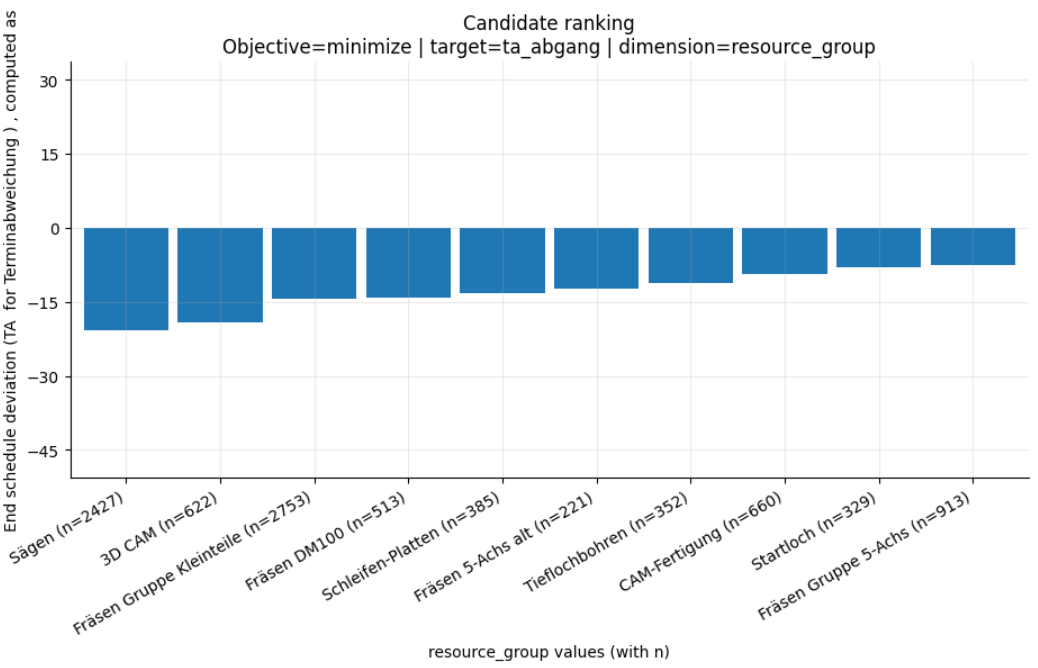 Candidate ranking
Objective=minimize | target=ta_abgang | dimension=resource_group
End schedule deviation (TA  for Terminabweichung ) , computed as
30
15
0
−15
−30
−45
Sägen (n=2427)
3D CAM (n=622)
Fräsen Gruppe Kleinteile (n=2753)
Fräsen DM100 (n=513)
Schleifen-Platten (n=385)
Fräsen 5-Achs alt (n=221)
Tieflochbohren (n=352)
CAM-Fertigung (n=660)
Startloch (n=329)
Fräsen Gruppe 5-Achs (n=913)
resource_group values (with n)